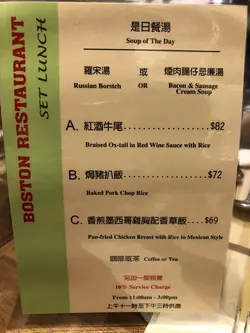 BOSTON RESTAURANT
SET LUNCH
是日餐湯
Soup of The Day
羅宋湯 或 煙肉腸仔忌廉湯
Russian Borstch OR Bacon & Sausage
Cream Soup
A. 紅酒牛尾 $82
Braised Ox-tail in Red Wine Sauce with Rice
B. 焗豬扒飯 $72
Baked Pork Chop Rice
C. 香煎墨西哥雞胸配香草飯 $69
Pan-fried Chicken Breast with Rice in Mexican Style
咖啡或茶 Coffee or Tea
另加一服務費
10% Service Charge
From 11:00am - 3:00pm
上午十一時至下午三時供應